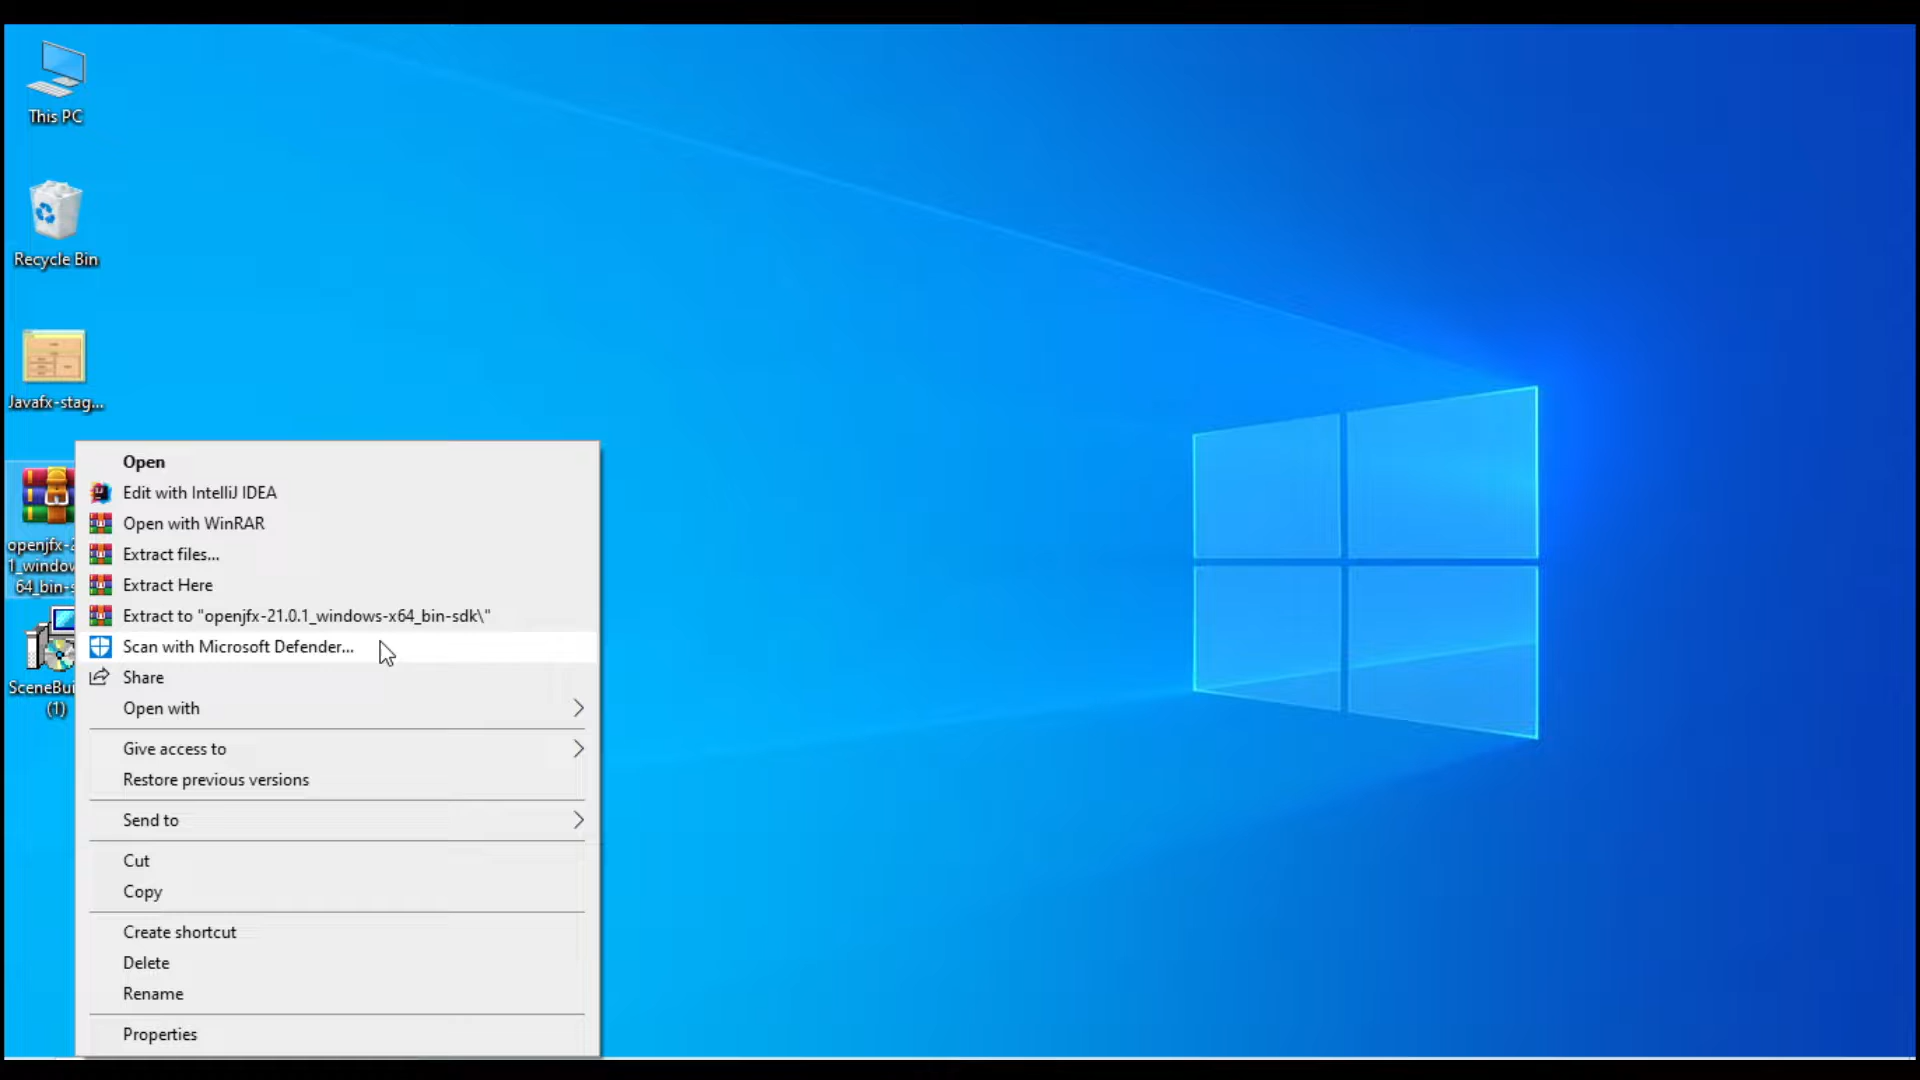 This PC
Recycle Bin
Javafx-stag...
openjfx-2
1_window
64_bin-s
SceneBui
(1)
Open
Edit with IntelliJ IDEA
Open with WinRAR
Extract files...
Extract Here
Extract to "openjfx-21.0.1_windows-x64_bin-sdk\"
Scan with Microsoft Defender...
Share
Open with
Give access to
Restore previous versions
Send to
Cut
Copy
Create shortcut
Delete
Rename
Properties